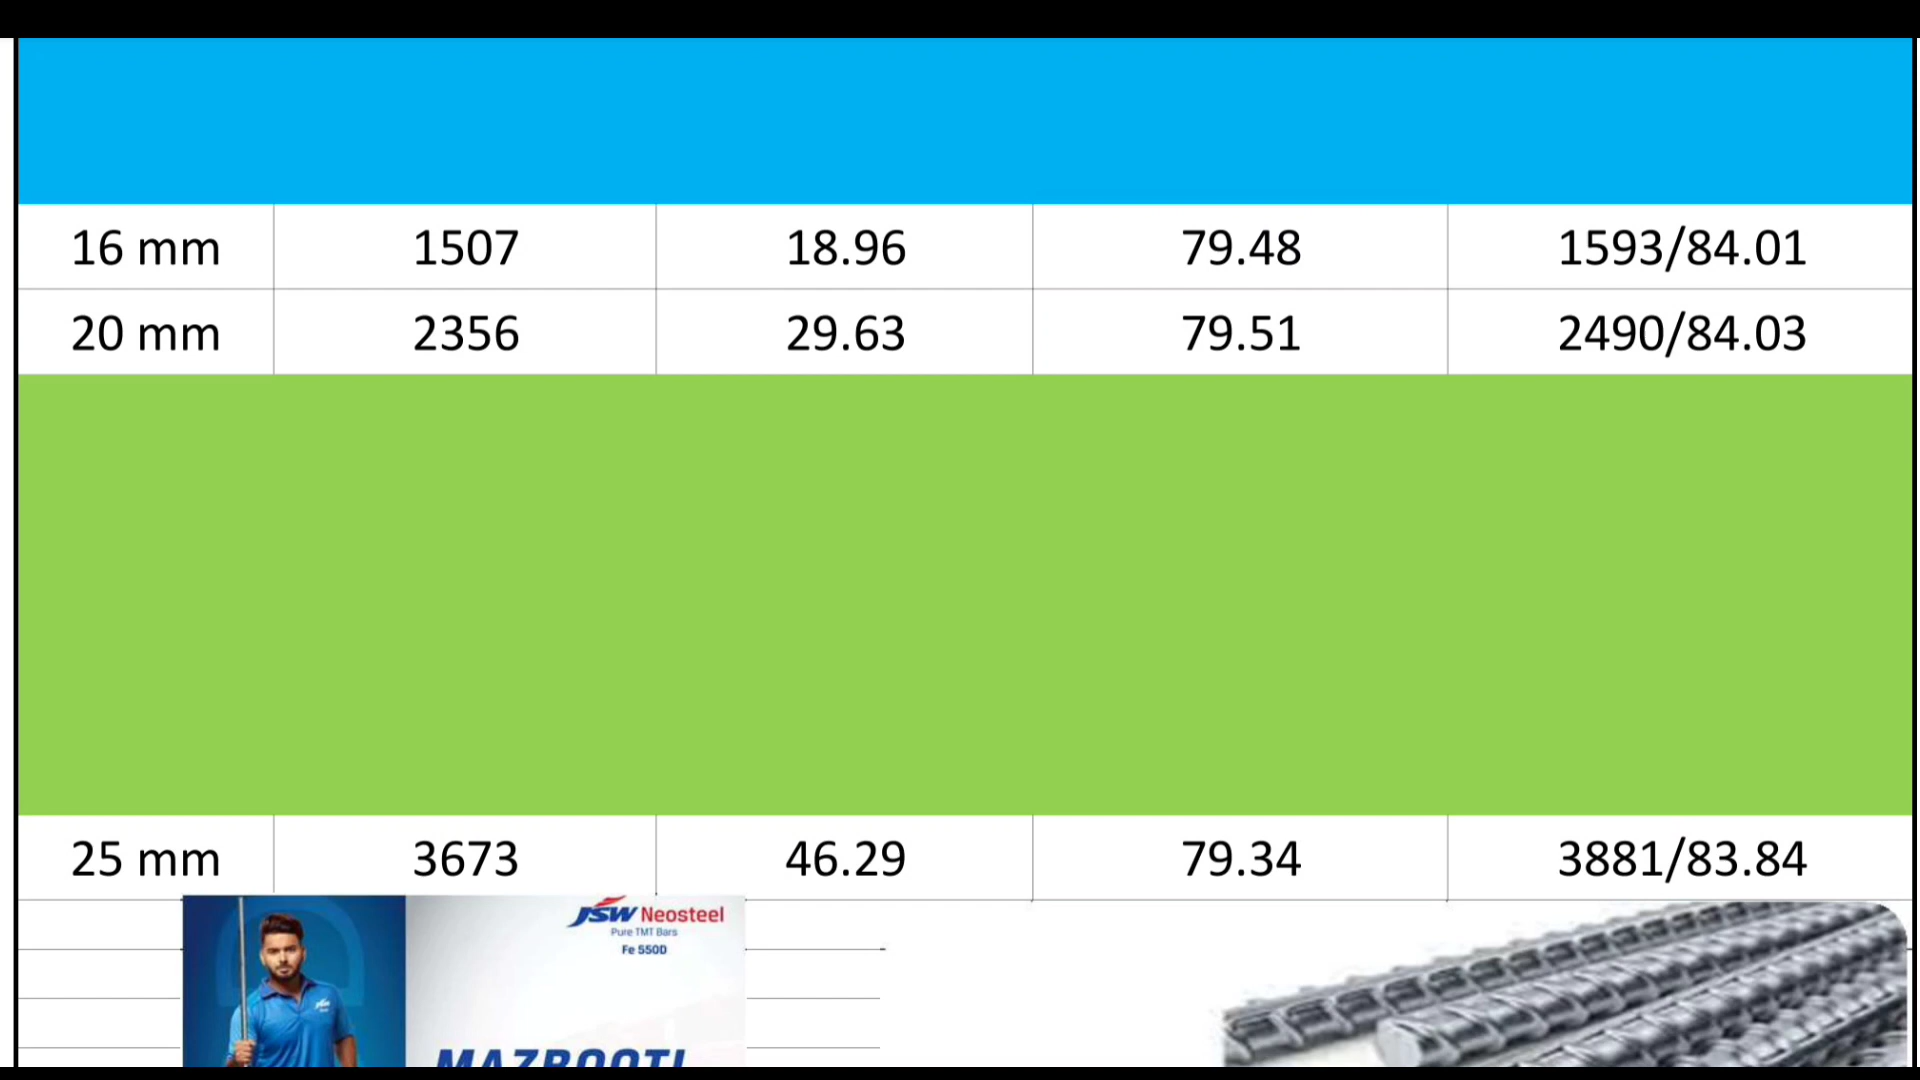 16 mm 1507 18.96 79.48 1593/84.01
20 mm 2356 29.63 79.51 2490/84.03
25 mm 3673 46.29 79.34 3881/83.84
JSW Neosteel
Pure TMT Bars
Fe 550D
MAZBOOTI